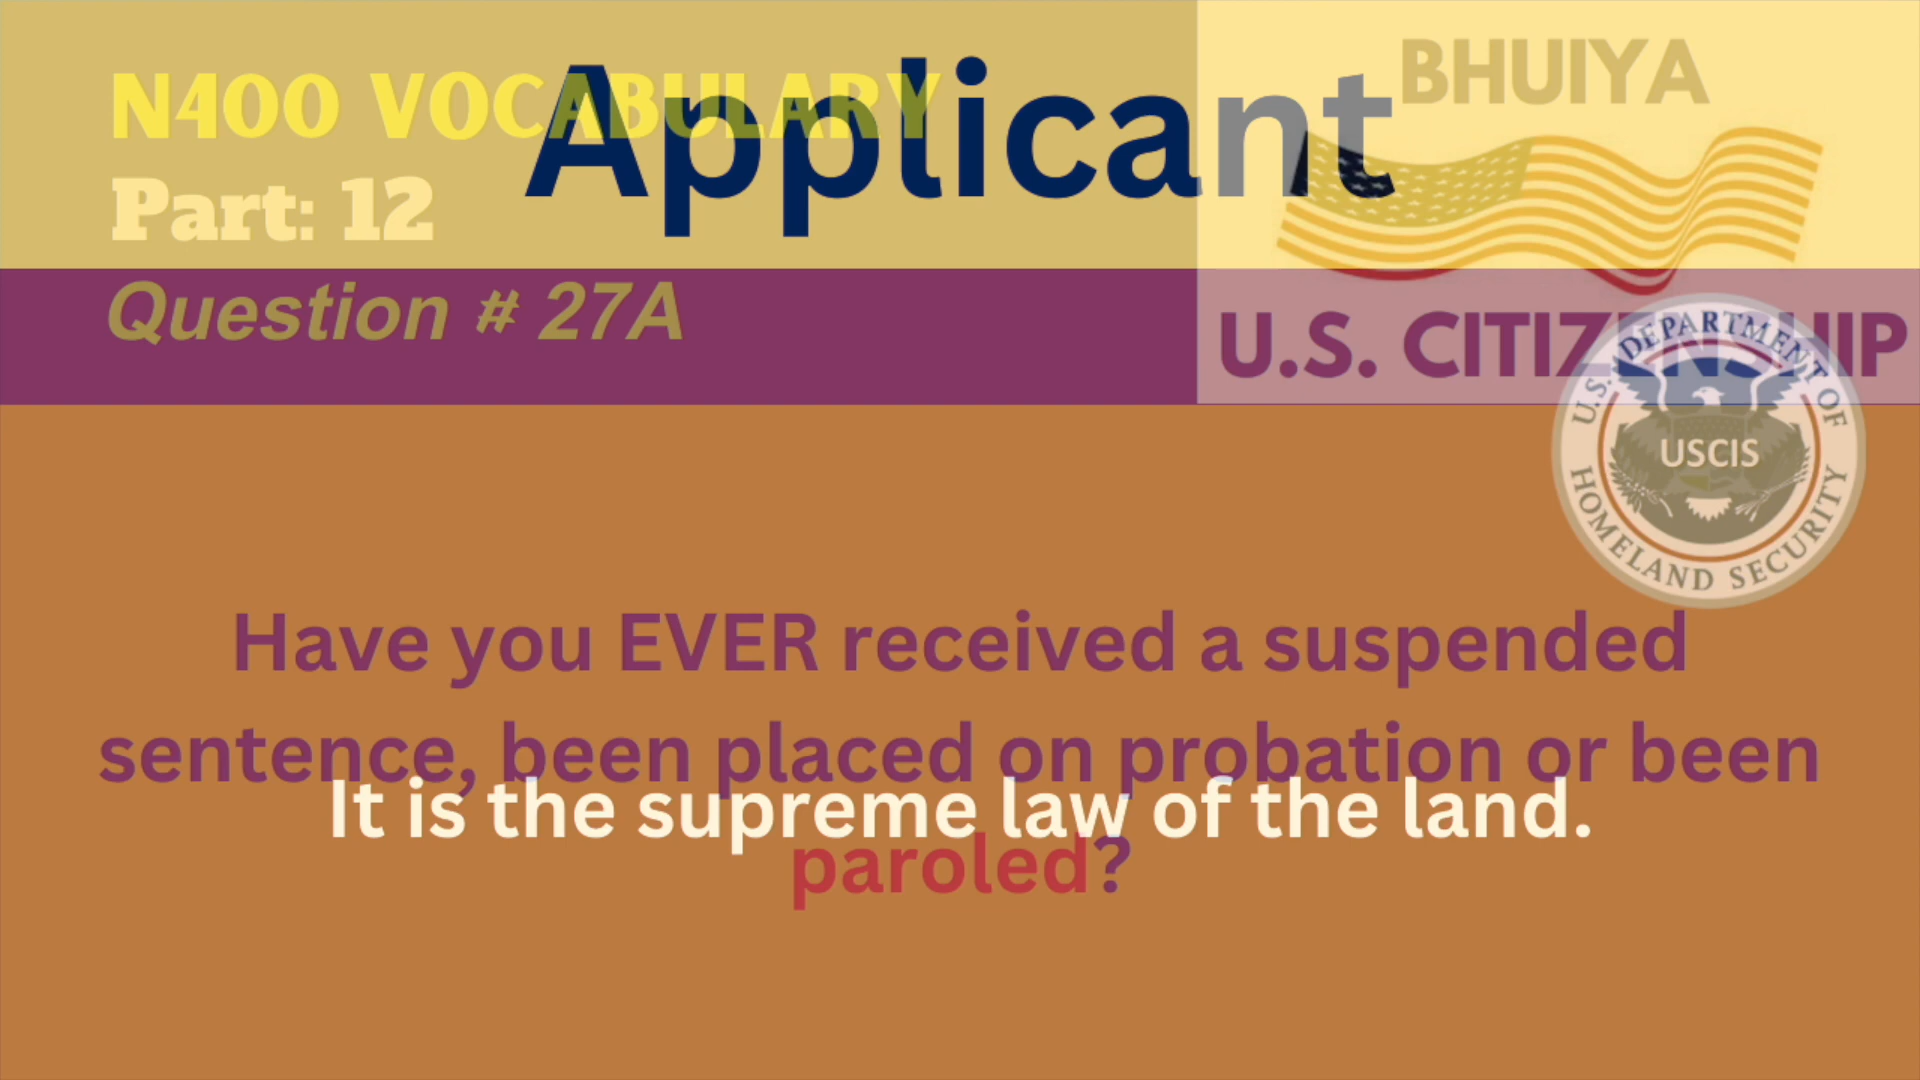 Applicant
N400 VOCABULARY
Part: 12
Question # 27A
BHUIYA
U.S. CITIZENSHIP
U.S. DEPARTMENT OF
HOMELAND SECURITY
USCIS
Have you EVER received a suspended
sentence, been placed on probation or been
paroled?
It is the supreme law of the land.